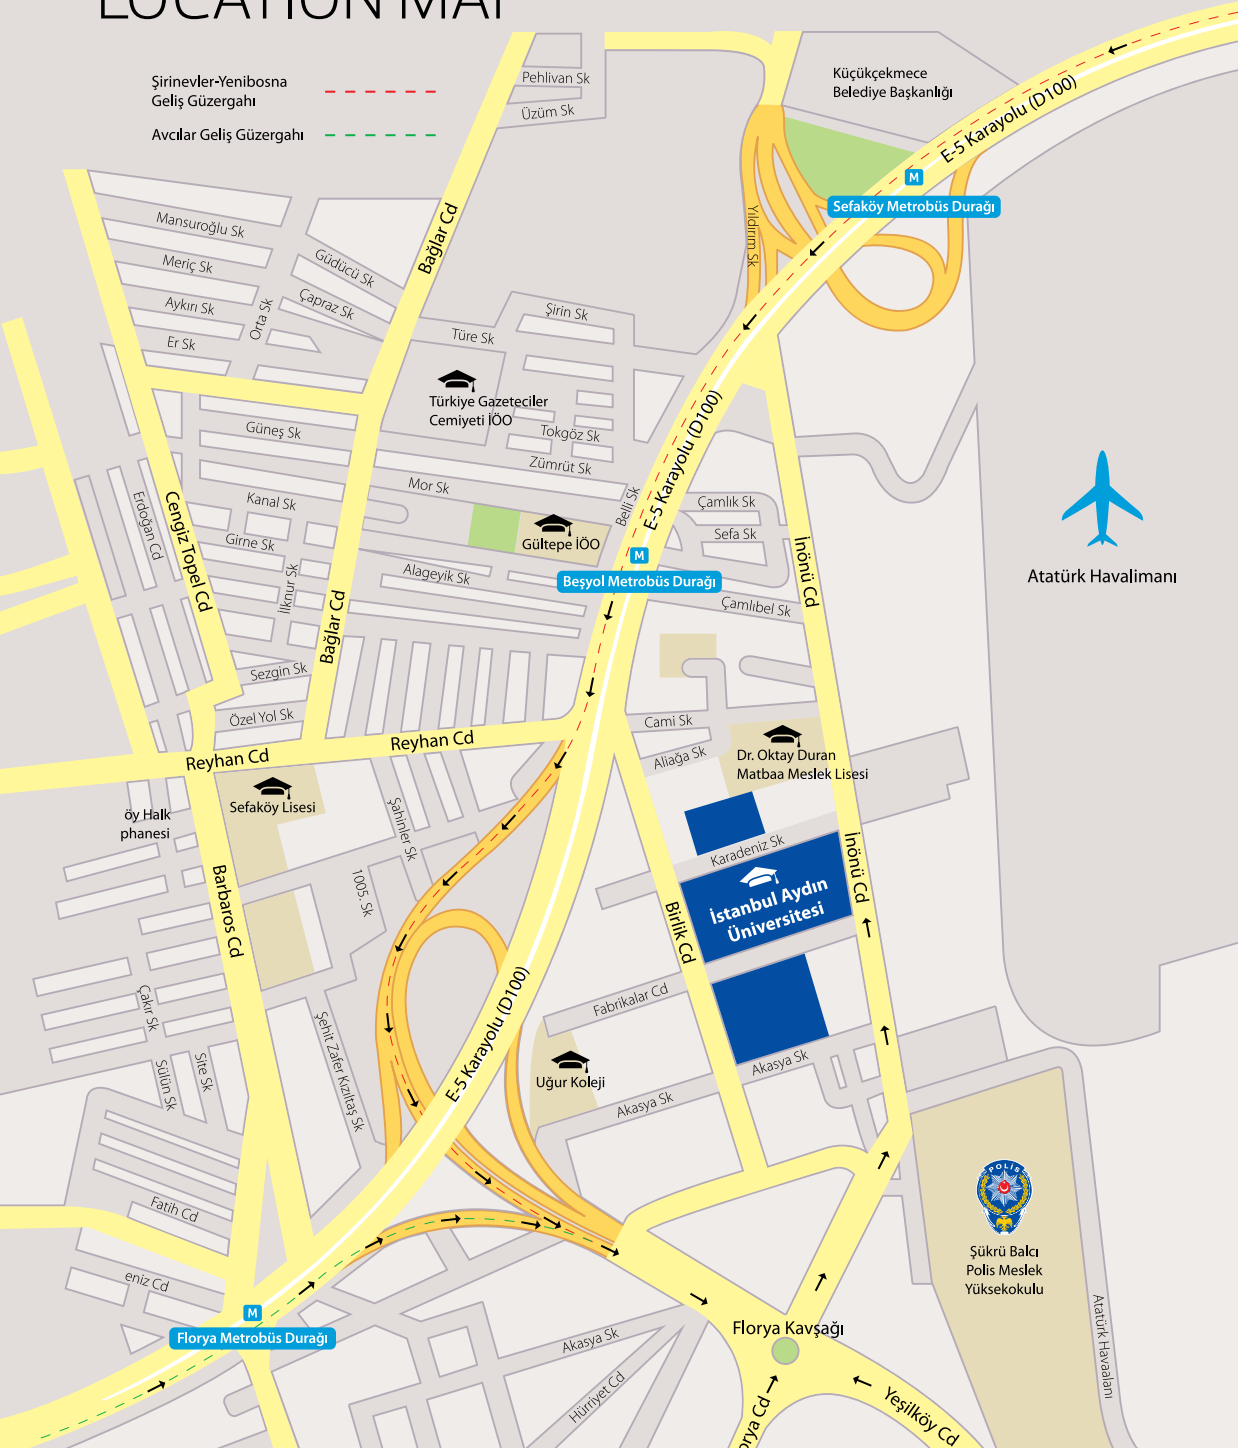 LOCATION MAP
Şirinevler-Yenibosna
Geliş Güzergahı
Avcılar Geliş Güzergahı
Pehlivan Sk
Üzüm Sk
Küçükçekmece
Belediye Başkanlığı
E-5 Karayolu (D100)
M
Sefaköy Metrobüs Durağı
Yıldırım Sk
Bağlar Cd
Mansuroğlu Sk
Meriç Sk
Aykırı Sk
Er Sk
Orta Sk
Güdücü Sk
Çapraz Sk
Şirin Sk
Türe Sk
Türkiye Gazeteciler
Cemiyeti İÖO
Tokgöz Sk
Zümrüt Sk
Güneş Sk
Mor Sk
Belli Sk
E-5 Karayolu (D100)
Çamlık Sk
Sefa Sk
Erdoğan Cd
Cengiz Topel Cd
Kanal Sk
Girne Sk
İlknur Sk
Gültepe İÖO
Alageyik Sk
M
Beşyol Metrobüs Durağı
Çamlıbel Sk
İnönü Cd
Atatürk Havalimanı
Bağlar Cd
Sezgin Sk
Özel Yol Sk
Reyhan Cd
Reyhan Cd
Cami Sk
Aliağa Sk
Dr. Oktay Duran
Matbaa Meslek Lisesi
Sefaköy Lisesi
öy Halk
phanesi
Şahinler Sk
1005. Sk
Barbaros Cd
Karadeniz Sk
İstanbul Aydın
Üniversitesi
İnönü Cd
Birlik Cd
Fabrikalar Cd
E-5 Karayolu (D100)
Çakır Sk
Site Sk
Sülün Sk
Şehit Zafer Kızıltaş Sk
Uğur Koleji
Akasya Sk
Akasya Sk
Fatih Cd
eniz Cd
M
Florya Metrobüs Durağı
POLİS
Şükrü Balcı
Polis Meslek
Yüksekokulu
Atatürk Havaalanı
Florya Kavşağı
Akasya Sk
Hürriyet Cd
orya Cd
Yeşilköy Cd